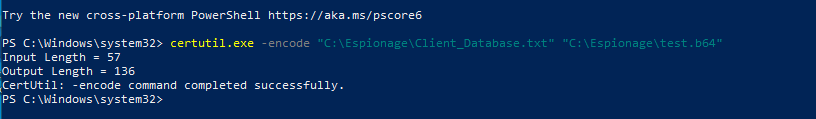 Try the new cross-platform PowerShell https://aka.ms/pscore6
PS C:\Windows\system32> certutil.exe -encode "C:\Espionage\Client_Database.txt" "C:\Espionage\test.b64"
Input Length = 57
Output Length = 136
CertUtil: -encode command completed successfully.
PS C:\Windows\system32>